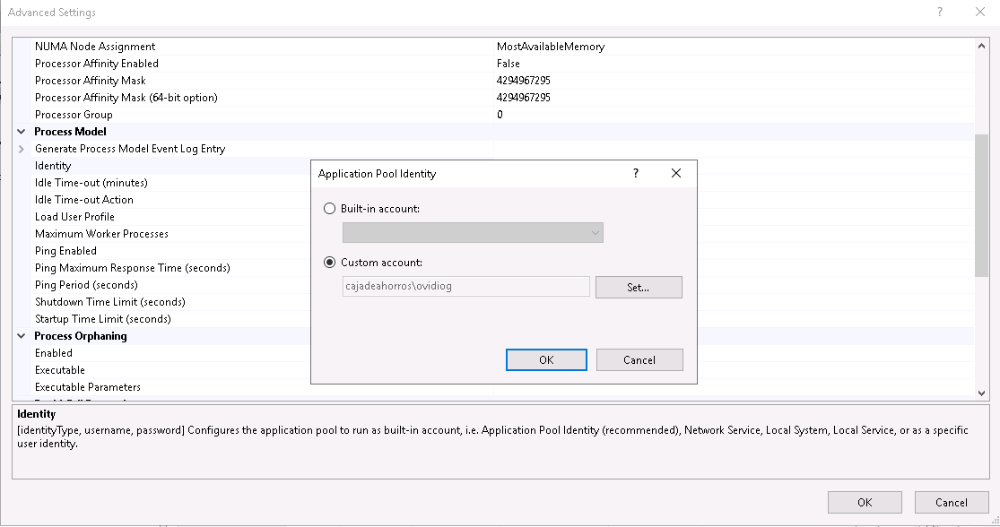 Advanced Settings ?
NUMA Node Assignment MostAvailableMemory
Processor Affinity Enabled False
Processor Affinity Mask 4294967295
Processor Affinity Mask (64-bit option) 4294967295
Processor Group 0
Process Model
Generate Process Model Event Log Entry
Identity
Idle Time-out (minutes)
Idle Time-out Action
Load User Profile
Maximum Worker Processes
Ping Enabled
Ping Maximum Response Time (seconds)
Ping Period (seconds)
Shutdown Time Limit (seconds)
Startup Time Limit (seconds)
Process Orphaning
Enabled
Executable
Executable Parameters
Application Pool Identity ?
Built-in account:
Custom account:
cajadeahorros\ovidiog Set...
OK Cancel
Identity
[identityType, username, password] Configures the application pool to run as built-in account, i.e. Application Pool Identity (recommended), Network Service, Local System, Local Service, or as a specific
user identity.
OK Cancel